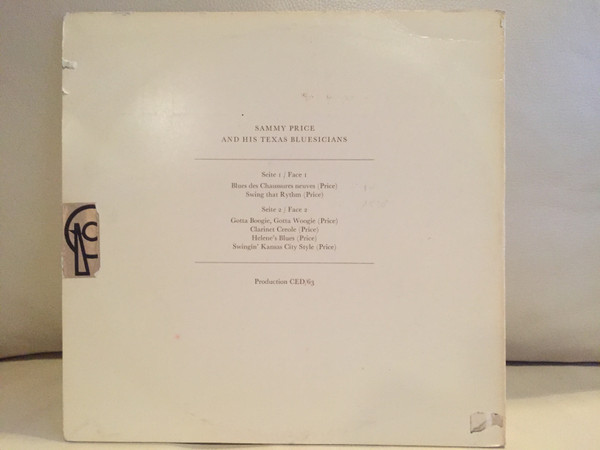 SAMMY PRICE
AND HIS TEXAS BLUESICIANS
Seite 1 / Face 1
Blues des Chaussures neuves (Price)
Swing that Rythm (Price)
Seite 2 / Face 2
Gotta Boogie, Gotta Woogie (Price)
Clarinet Creole (Price)
Helene's Blues (Price)
Swingin' Kansas City Style (Price)
Production CED/63